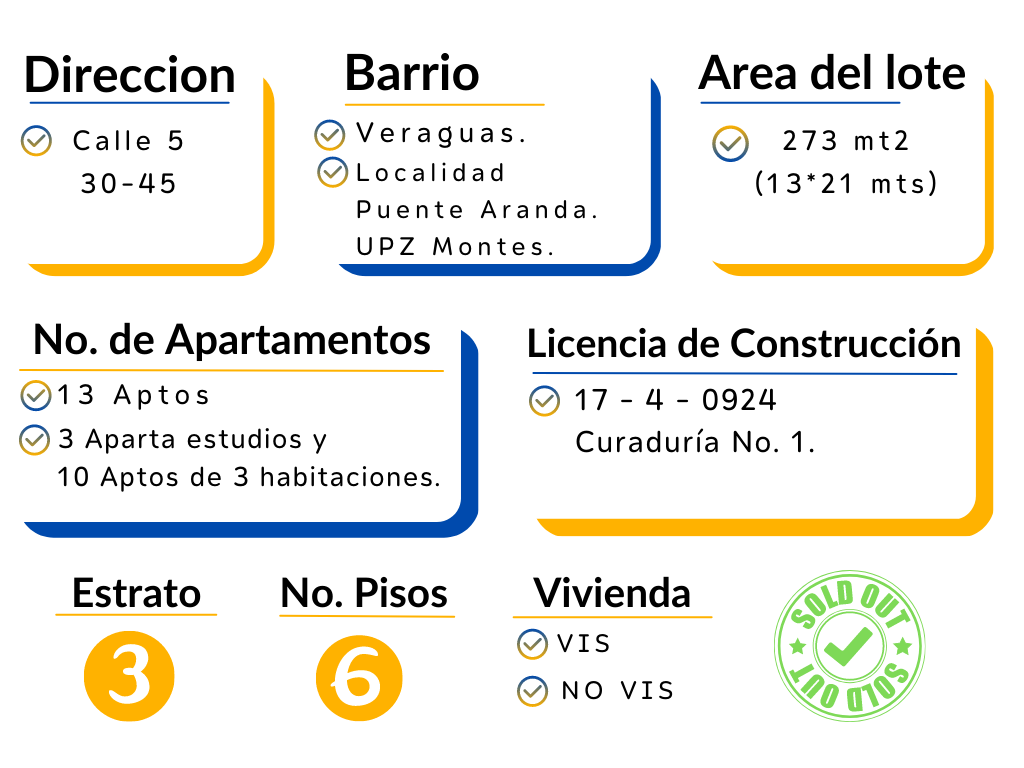 Direccion
Calle 5
30-45
Barrio
Veraguas.
Localidad
Puente Aranda.
UPZ Montes.
Area del lote
273 mt2
(13*21 mts)
No. de Apartamentos
13 Aptos
3 Aparta estudios y
10 Aptos de 3 habitaciones.
Licencia de Construcción
17 - 4 - 0924
Curaduría No. 1.
Estrato
3
No. Pisos
6
Vivienda
VIS
NO VIS
SOLD OUT
SOLD OUT